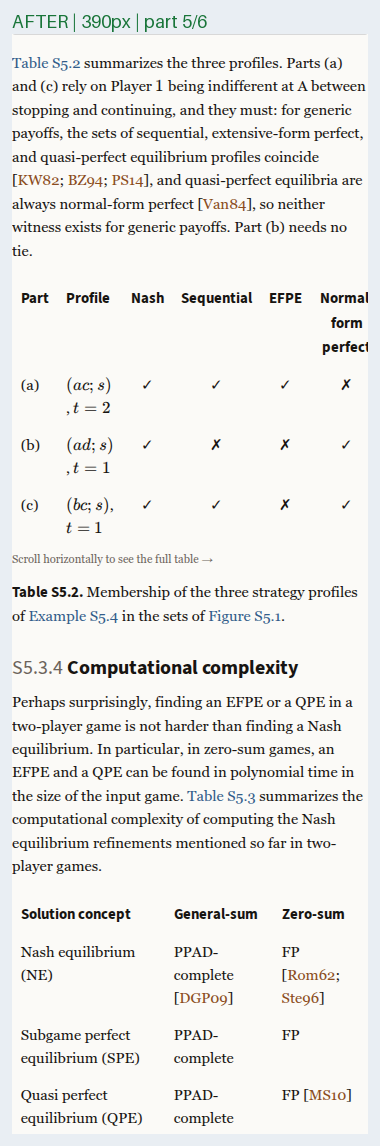 AFTER | 390px | part 5/6
Table S5.2 summarizes the three profiles. Parts (a)
and (c) rely on Player 1 being indifferent at A between
stopping and continuing, and they must: for generic
payoffs, the sets of sequential, extensive-form perfect,
and quasi-perfect equilibrium profiles coincide
[KW82; BZ94; PS14], and quasi-perfect equilibria are
always normal-form perfect [Van84], so neither
witness exists for generic payoffs. Part (b) needs no
tie.
Part Profile Nash Sequential EFPE Normal
form
perfect
(a) (ac; s) ✓ ✓ ✓ ✗
, t = 2
(b) (ad; s) ✓ ✗ ✗ ✓
, t = 1
(c) (bc; s), ✓ ✓ ✗ ✓
t = 1
Scroll horizontally to see the full table →
Table S5.2. Membership of the three strategy profiles
of Example S5.4 in the sets of Figure S5.1.
S5.3.4 Computational complexity
Perhaps surprisingly, finding an EFPE or a QPE in a
two-player game is not harder than finding a Nash
equilibrium. In particular, in zero-sum games, an
EFPE and a QPE can be found in polynomial time in
the size of the input game. Table S5.3 summarizes the
computational complexity of computing the Nash
equilibrium refinements mentioned so far in two-
player games.
Solution concept General-sum Zero-sum
Nash equilibrium PPAD- FP
(NE) complete [Rom62;
[DGP09] Ste96]
Subgame perfect PPAD- FP
equilibrium (SPE) complete
Quasi perfect PPAD- FP [MS10]
equilibrium (QPE) complete